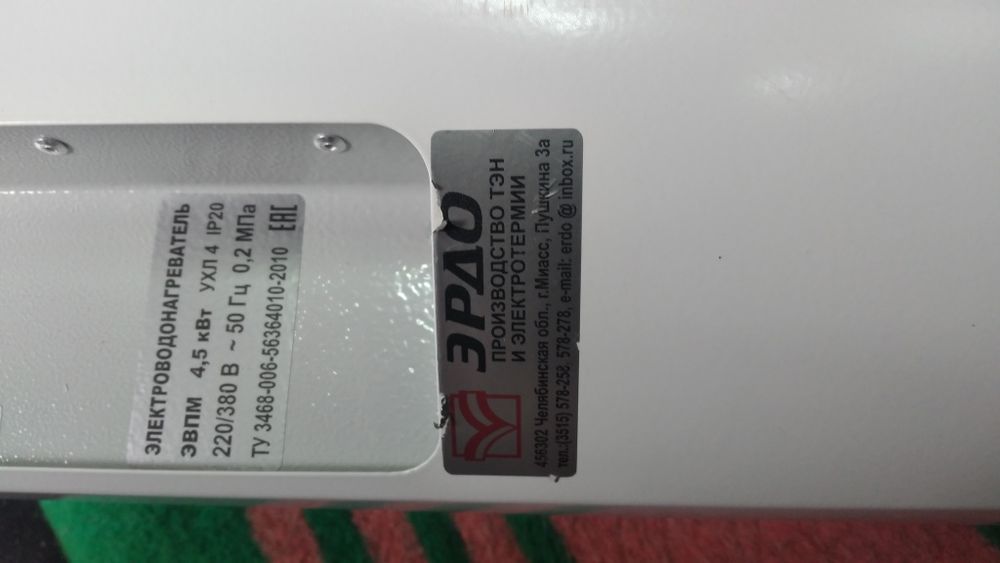 ЭЛЕКТРОВОДОНАГРЕВАТЕЛЬ
ЭВПМ 4,5 кВт УХЛ 4 IP20
220/380 В ~ 50 Гц 0,2 МПа
ТУ 3468-006-56364010-2010 ЕАС
ЭРДО
ПРОИЗВОДСТВО ТЭН
И ЭЛЕКТРОТЕРМИИ
456302 Челябинская обл., г.Миасс, Пушкина 3а
тел.:(3515) 578-258, 578-278, e-mail: erdo @ inbox.ru